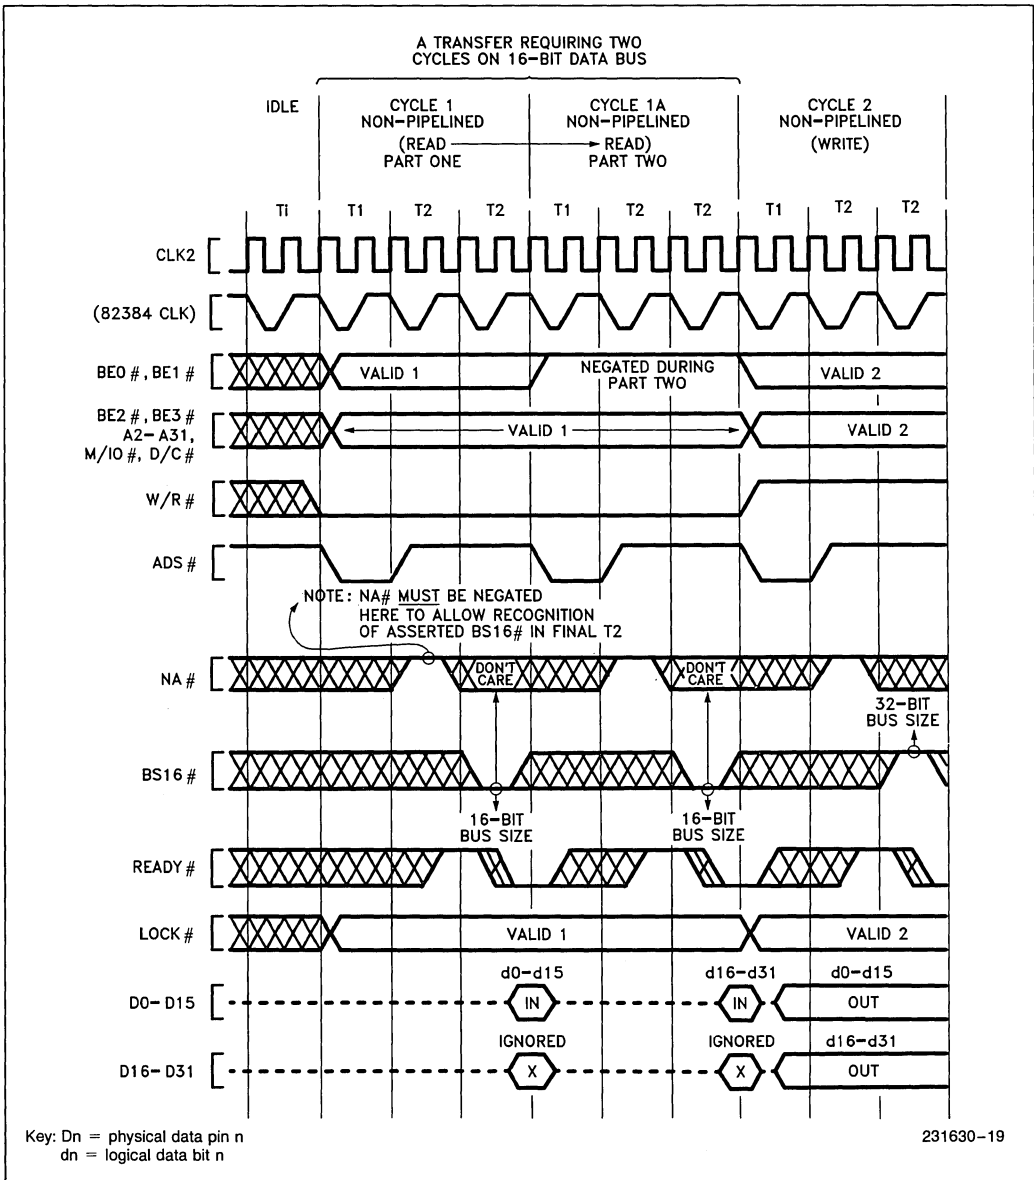 A TRANSFER REQUIRING TWO
CYCLES ON 16-BIT DATA BUS
IDLE
CYCLE 1
NON-PIPELINED
(READ
PART ONE
CYCLE 1A
NON-PIPELINED
READ)
PART TWO
CYCLE 2
NON-PIPELINED
(WRITE)
Ti T1 T2 T2 T1 T2 T2 T1 T2 T2
CLK2
(82384 CLK)
BE0#, BE1# VALID 1 NEGATED DURING PART TWO VALID 2
BE2#, BE3#
A2-A31,
M/IO#, D/C#
VALID 1 VALID 2
W/R#
ADS#
NOTE: NA# MUST BE NEGATED
HERE TO ALLOW RECOGNITION
OF ASSERTED BS16# IN FINAL T2
NA# DON'T CARE DON'T CARE
32-BIT
BUS SIZE
BS16#
16-BIT
BUS SIZE
16-BIT
BUS SIZE
READY#
LOCK# VALID 1 VALID 2
d0-d15 d16-d31 d0-d15
D0-D15 IN IN OUT
IGNORED IGNORED d16-d31
D16-D31 X X OUT
Key: Dn = physical data pin n
dn = logical data bit n
231630-19